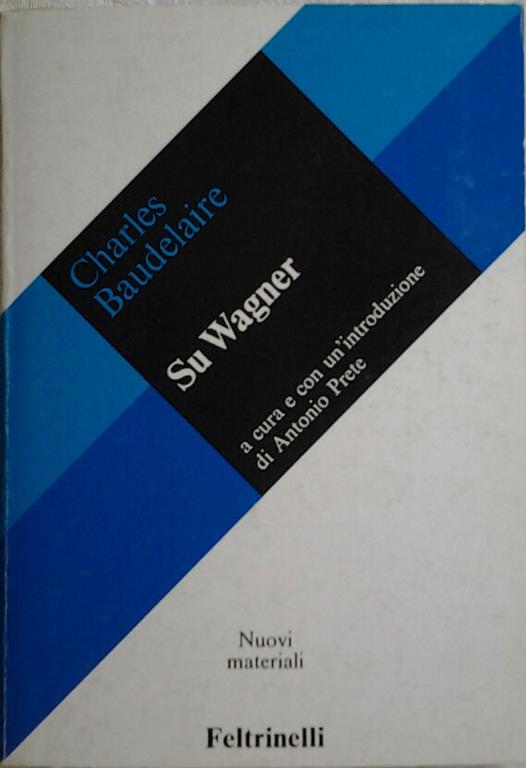 Charles
Baudelaire
Su Wagner
a cura e con un'introduzione
di Antonio Prete
Nuovi
materiali
Feltrinelli